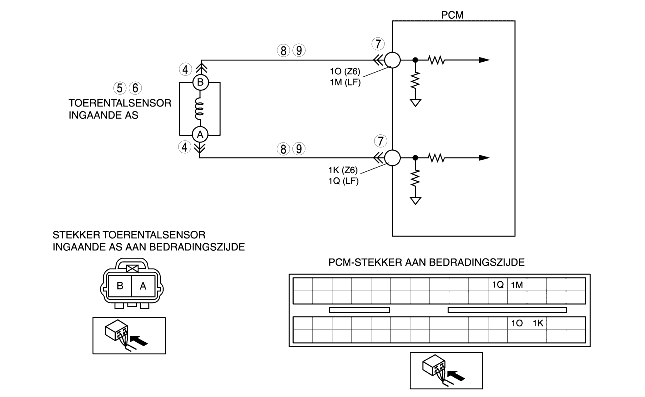 PCM
8 9
7
4
1O (Z6)
1M (LF)
B
5 6
TOERENTALSENSOR
INGAANDE AS
A
4
8 9
7
1K (Z6)
1Q (LF)
STEKKER TOERENTALSENSOR
INGAANDE AS AAN BEDRADINGSZIJDE
B A
PCM-STEKKER AAN BEDRADINGSZIJDE
1Q 1M
1O 1K